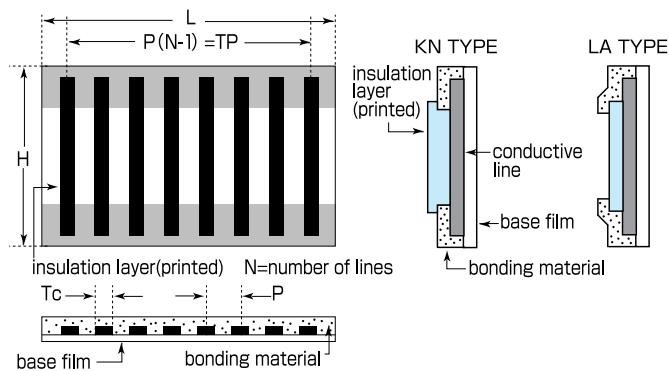 L
P(N-1) =TP
H
insulation layer(printed)
N=number of lines
Tc
P
base film
bonding material
KN TYPE
LA TYPE
insulation
layer
(printed)
conductive
line
base film
bonding material